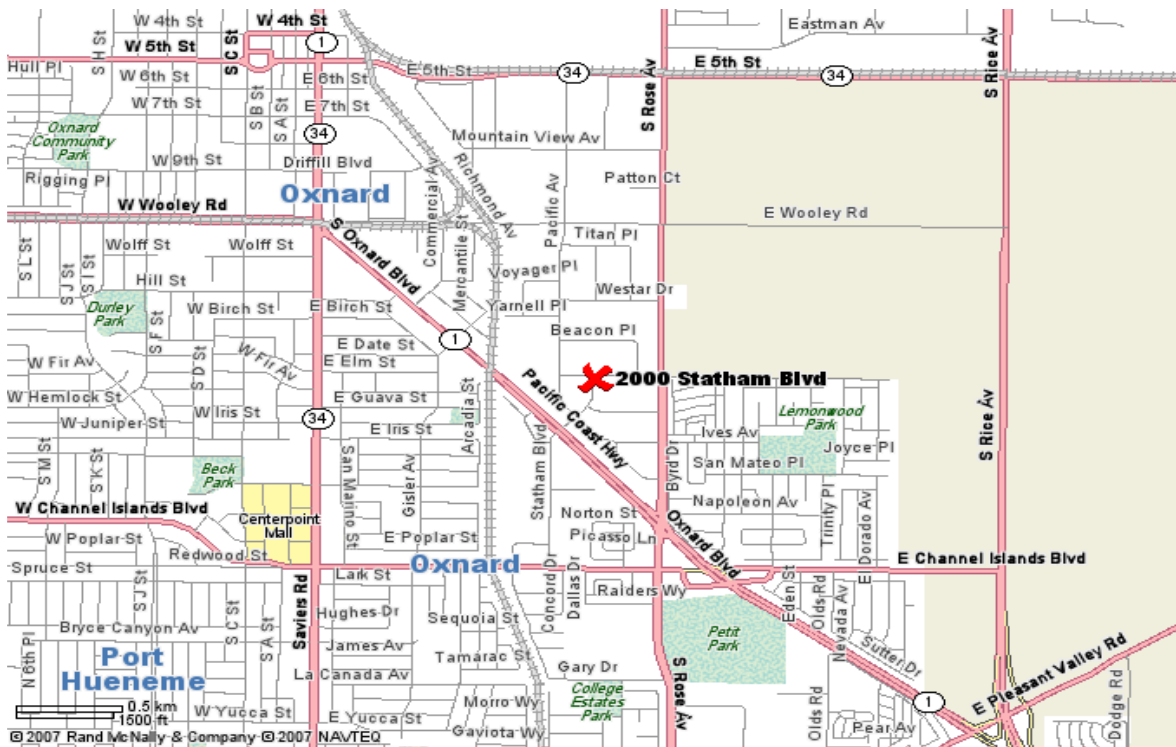 W 4th St
W 4th St
1
Eastman Av
W 5th St
S H St
S C St
E 5th St
34
E 5th St
34
S Rose Av
S Rice Av
Hull Pl
W 6th St
E 6th St
W 7th St
S B St
S A St
E 7th St
34
Oxnard
Community
Park
Mountain View Av
W 9th St
Driffill Blvd
Richmond Av
Rigging Pl
Oxnard
Commercial A
Pacific Av
Patton Ct
W Wooley Rd
E Wooley Rd
S Oxnard Blvd
Mercantile St
Titan Pl
S L St
S J St
S I St
Wolff St
Wolff St
Voyager Pl
Hill St
Westar Dr
Durley
Park
S F St
W Birch St
E Birch St
Yarnell Pl
1
Beacon Pl
E Date St
W Fir Av
S D St
W Fir Av
E Elm St
2000 Statham Blvd
Pacific Coast Hwy
W Hemlock St
E Guava St
Arcadia St
W Iris St
34
Lemonwood
Park
W Juniper St
E Iris St
Ives Av
S Rice Av
Joyce Pl
S M St
S K St
Beck
Park
San Marino St
Gisler Av
Statham Blvd
Byrd Dr
San Mateo Pl
Napoleon Av
Trinity Pl
El Dorado Av
W Channel Islands Blvd
Centerpoint
Mall
Norton St
W Poplar St
E Poplar St
Picasso Ln
Oxnard Blvd
Redwood St
Oxnard
E Channel Islands Blvd
Spruce St
Lark St
Concord Dr
Dallas Dr
Raiders Wy
Eden St
Olds Rd
Nevada Av
S J St
S C St
S A St
Saviers Rd
Hughes Dr
Sequoia St
Petit
Park
Bryce Canyon Av
James Av
Sutter Dr
N 6th Pl
Port
Hueneme
Tamarac St
La Canada Av
Gary Dr
S Rose Av
E Pleasant Valley Rd
0.5 km
1500 ft
W Yucca St
E Yucca St
Morro Wy
College
Estates
Park
Olds Rd
1
Dodge Rd
Gaviota Wy
Pear Av
© 2007 Rand McNally & Company © 2007 NAVTEQ